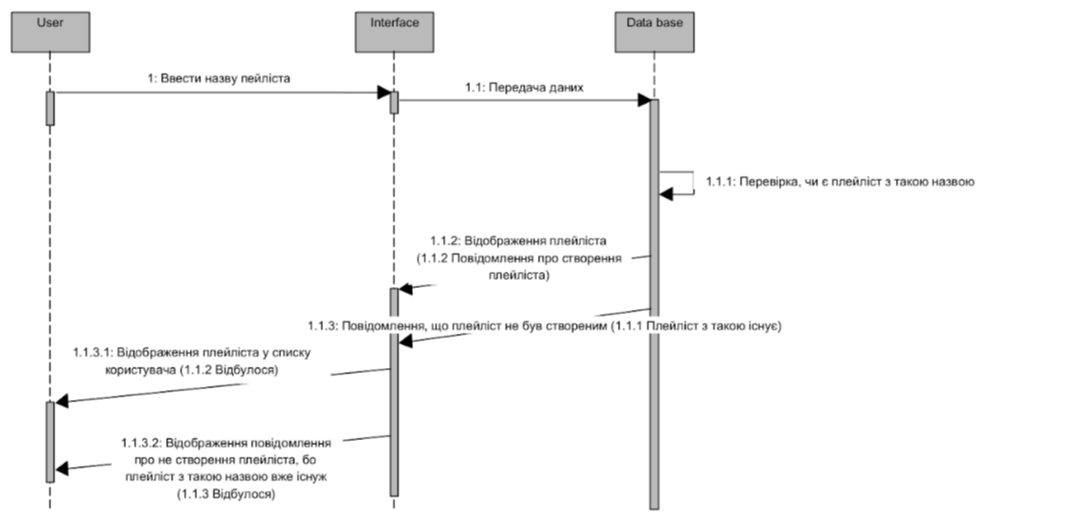 User
Interface
Data base
1: Ввести назву пейліста
1.1: Передача даних
1.1.1: Перевірка, чи є плейліст з такою назвою
1.1.2: Відображення плейліста
(1.1.2 Повідомлення про створення
плейліста)
1.1.3: Повідомлення, що плейліст не був створеним (1.1.1 Плейліст з такою існує)
1.1.3.1: Відображення плейліста у списку
користувача (1.1.2 Відбулося)
1.1.3.2: Відображення повідомлення
про не створення плейліста, бо
плейліст з такою назвою вже існуж
(1.1.3 Відбулося)